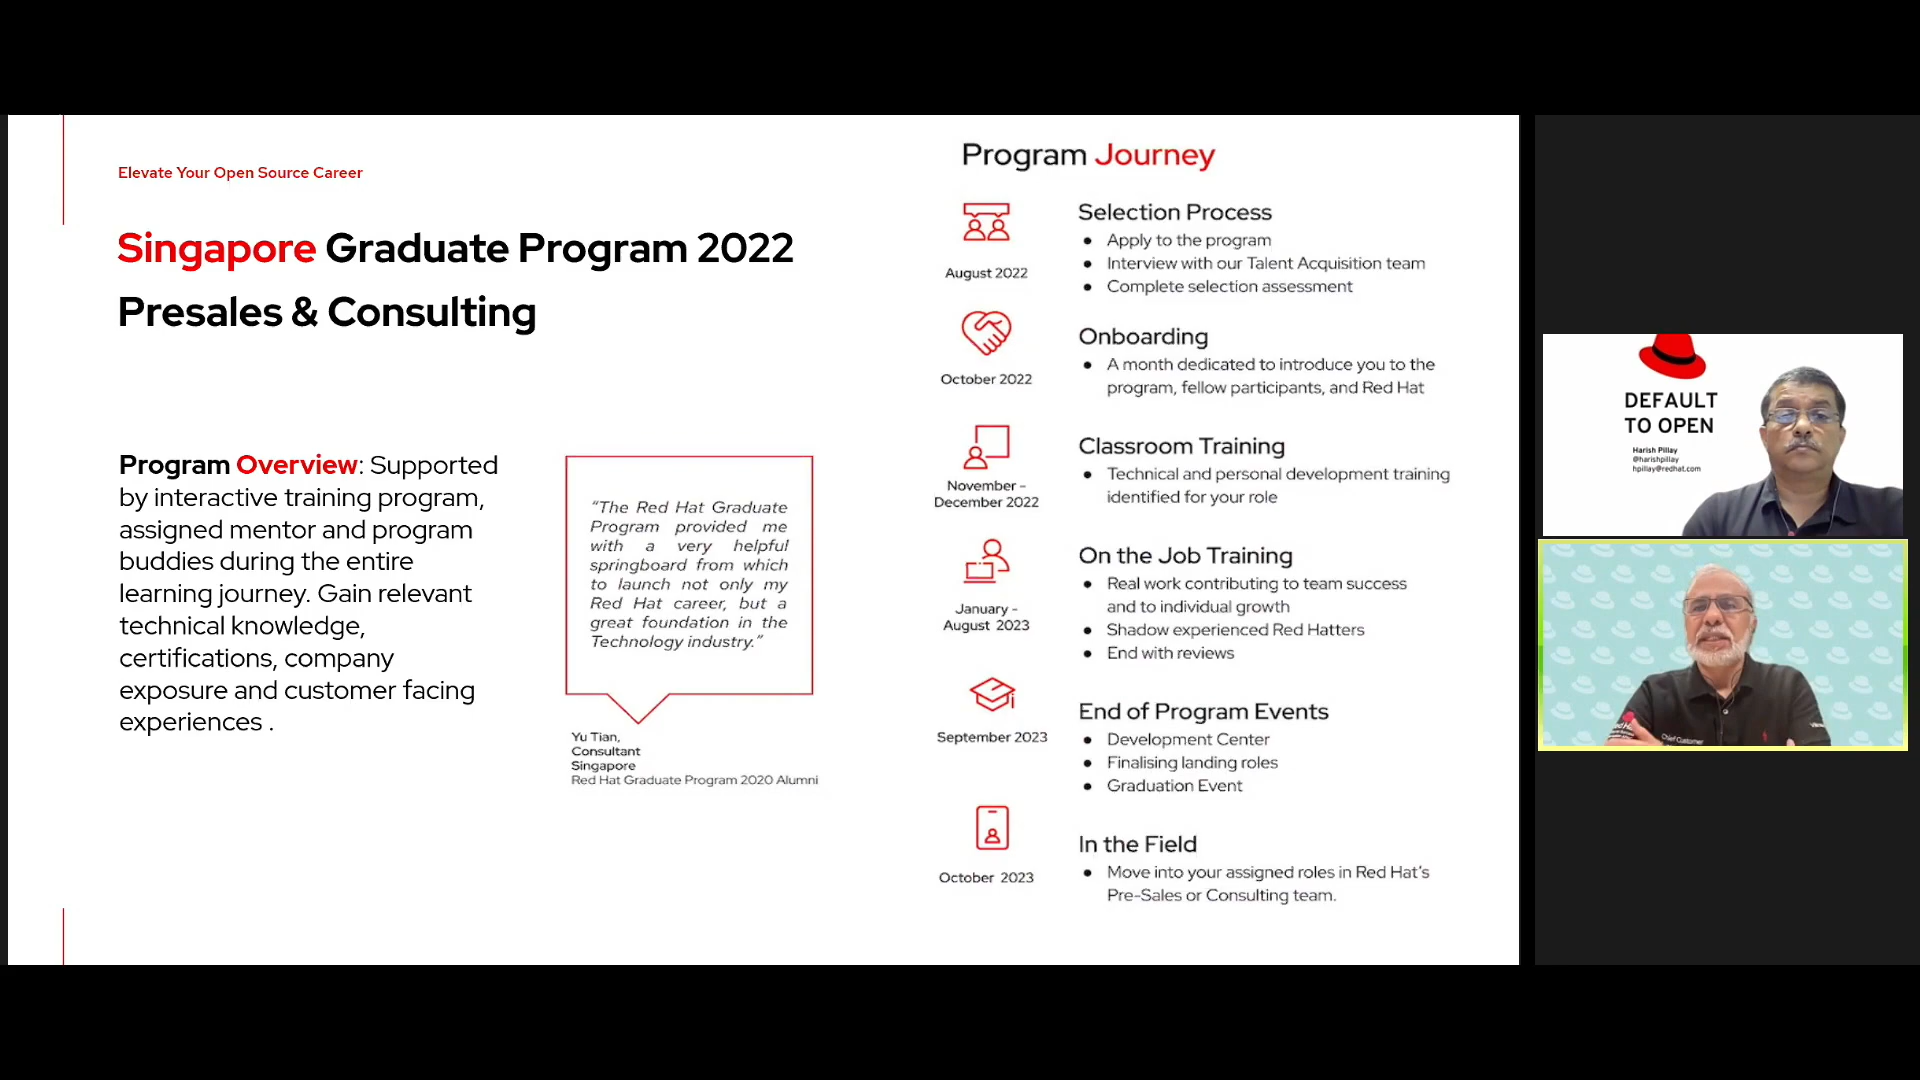 Elevate Your Open Source Career
Singapore Graduate Program 2022
Presales & Consulting
Program Overview: Supported
by interactive training program,
assigned mentor and program
buddies during the entire
learning journey. Gain relevant
technical knowledge,
certifications, company
exposure and customer facing
experiences .
“The Red Hat Graduate
Program provided me
with a very helpful
springboard from which
to launch not only my
Red Hat career, but a
great foundation in the
Technology industry.”
Yu Tian,
Consultant
Singapore
Red Hat Graduate Program 2020 Alumni
Program Journey
August 2022
Selection Process
● Apply to the program
● Interview with our Talent Acquisition team
● Complete selection assessment
October 2022
Onboarding
● A month dedicated to introduce you to the
program, fellow participants, and Red Hat
November –
December 2022
Classroom Training
● Technical and personal development training
identified for your role
January -
August 2023
On the Job Training
● Real work contributing to team success
and to individual growth
● Shadow experienced Red Hatters
● End with reviews
September 2023
End of Program Events
● Development Center
● Finalising landing roles
● Graduation Event
October 2023
In the Field
● Move into your assigned roles in Red Hat’s
Pre-Sales or Consulting team.
DEFAULT
TO OPEN
Harish Pillay
@harishpillay
hpillay@redhat.com
Chief Customer